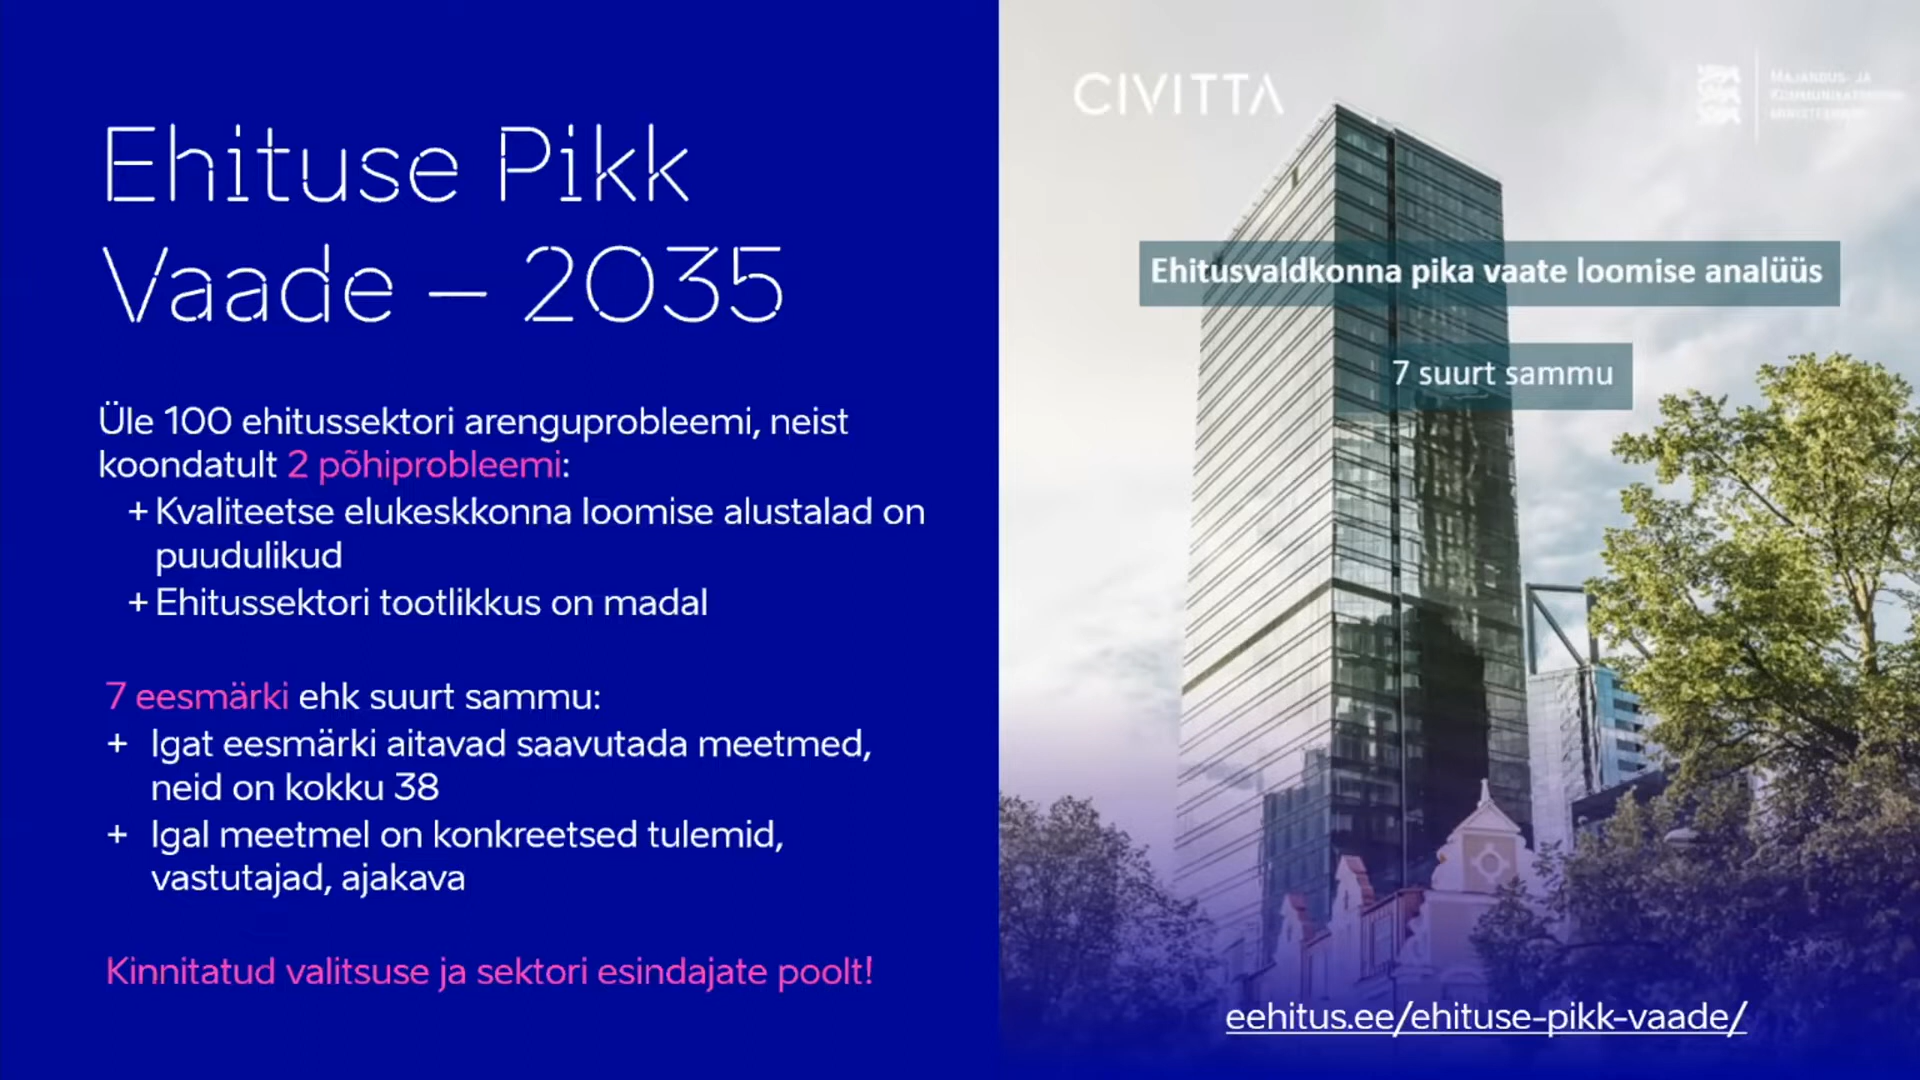 Ehituse Pikk
Vaade – 2035
Üle 100 ehitussektori arenguprobleemi, neist
koondatult 2 põhiprobleemi:
+ Kvaliteetse elukeskkonna loomise alustalad on
puudulikud
+ Ehitussektori tootlikkus on madal
7 eesmärki ehk suurt sammu:
+ Igat eesmärki aitavad saavutada meetmed,
neid on kokku 38
+ Igal meetmel on konkreetsed tulemid,
vastutajad, ajakava
Kinnitatud valitsuse ja sektori esindajate poolt!
CIVITTA
MAJANDUS- JA
Ehitusvaldkonna pika vaate loomise analüüs
7 suurt sammu
eehitus.ee/ehituse-pikk-vaade/